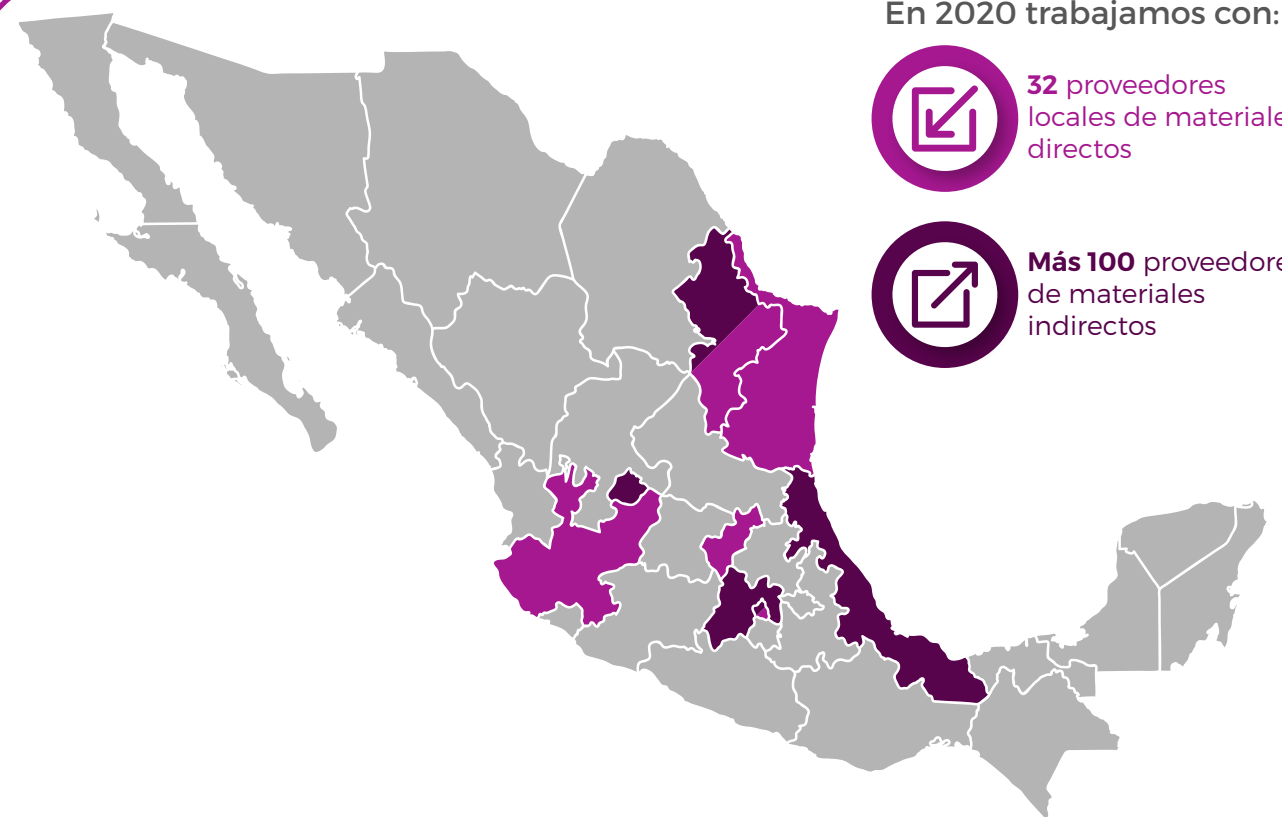 En 2020 trabajamos con:
32 proveedores
locales de materiale
directos
Más 100 proveedore
de materiales
indirectos